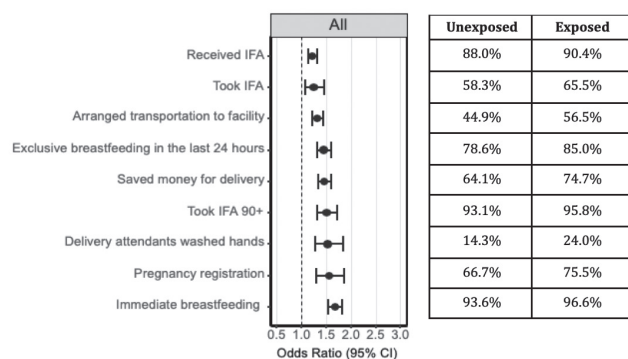 All
Unexposed Exposed
Received IFA 88.0% 90.4%
Took IFA 58.3% 65.5%
Arranged transportation to facility 44.9% 56.5%
Exclusive breastfeeding in the last 24 hours 78.6% 85.0%
Saved money for delivery 64.1% 74.7%
Took IFA 90+ 93.1% 95.8%
Delivery attendants washed hands 14.3% 24.0%
Pregnancy registration 66.7% 75.5%
Immediate breastfeeding 93.6% 96.6%
0.5 1.0 1.5 2.0 2.5 3.0
Odds Ratio (95% CI)